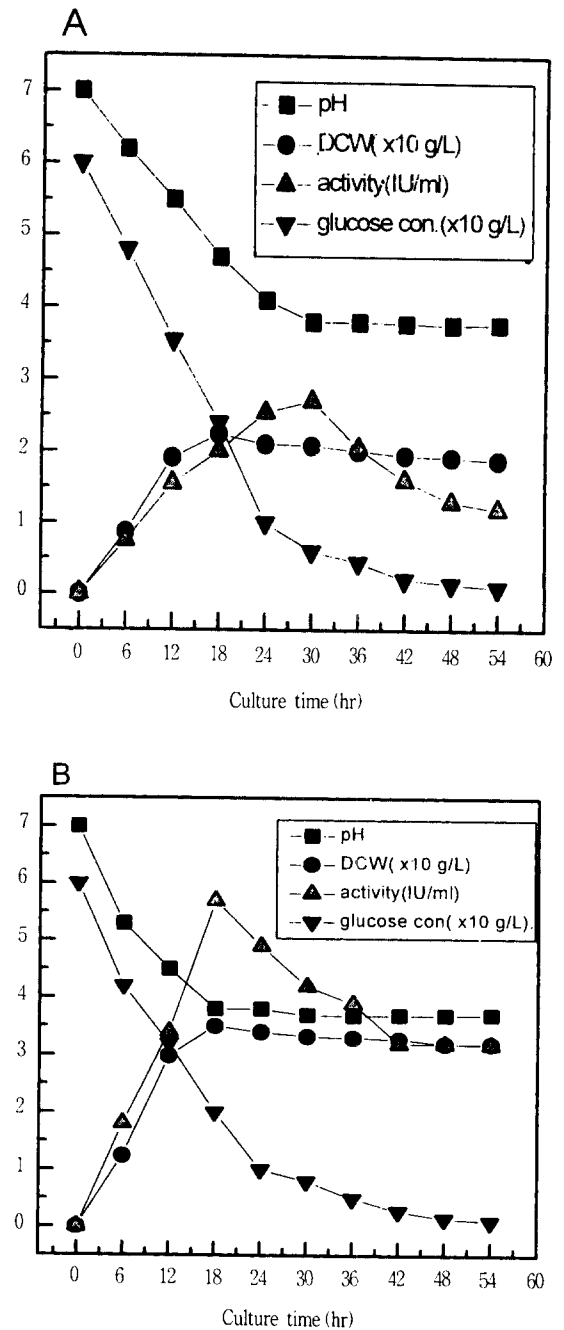 A
7
6
5
4
3
2
1
0
pH
DCW( x10 g/L)
activity(IU/ml)
glucose con.(x10 g/L)
0 6 12 18 24 30 36 42 48 54 60
Culture time (hr)
B
7
6
5
4
3
2
1
0
pH
DCW( x10 g/L)
activity(IU/ml)
glucose con( x10 g/L).
0 6 12 18 24 30 36 42 48 54 60
Culture time (hr)